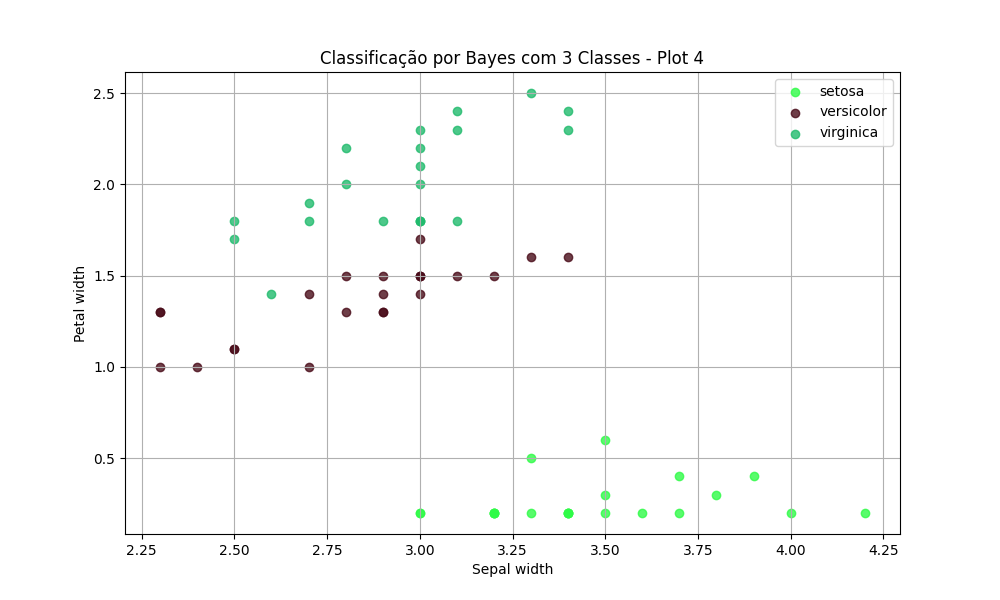 Classificação por Bayes com 3 Classes - Plot 4
setosa
versicolor
virginica
Petal width
2.5
2.0
1.5
1.0
0.5
2.25 2.50 2.75 3.00 3.25 3.50 3.75 4.00 4.25
Sepal width